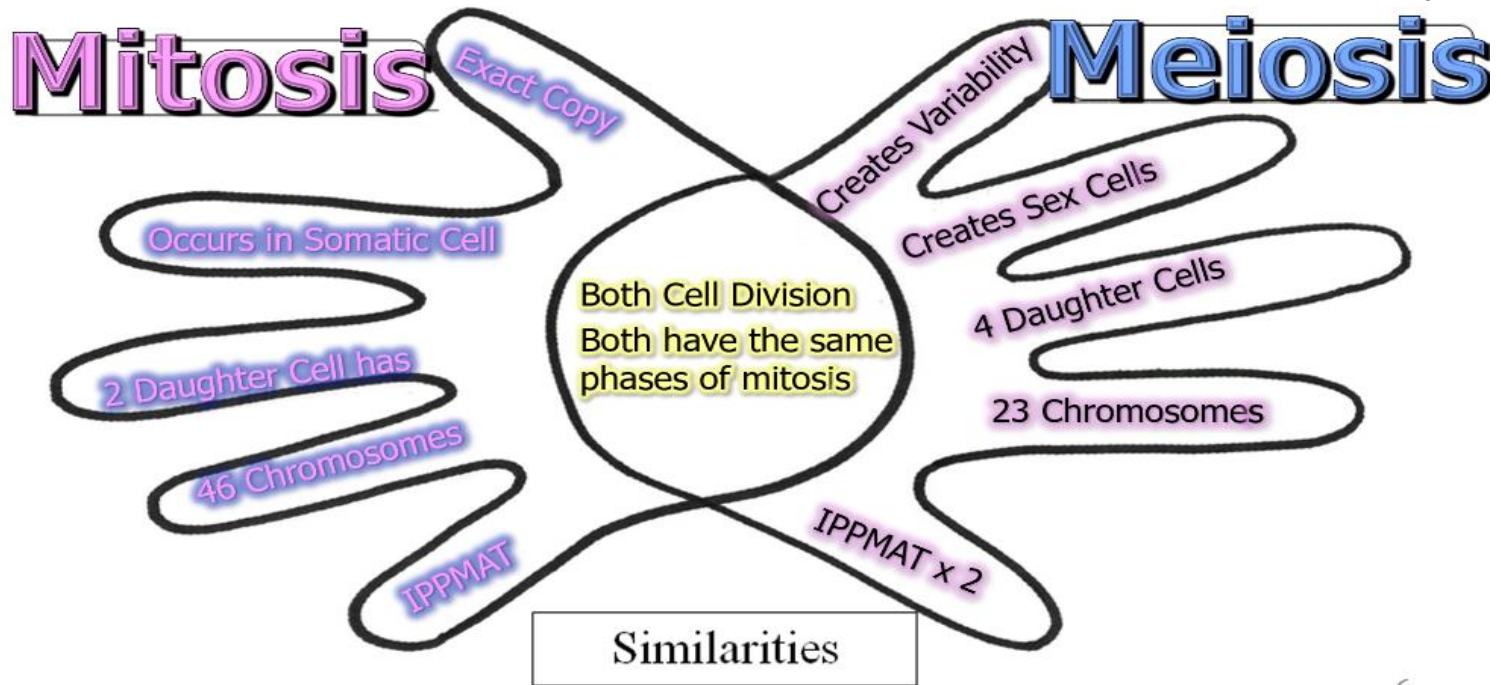 Mitosis
Exact Copy
Occurs in Somatic Cell
2 Daughter Cell has
46 Chromosomes
IPPMAT
Both Cell Division
Both have the same
phases of mitosis
Meiosis
Creates Variability
Creates Sex Cells
4 Daughter Cells
23 Chromosomes
IPPMAT x 2
Similarities